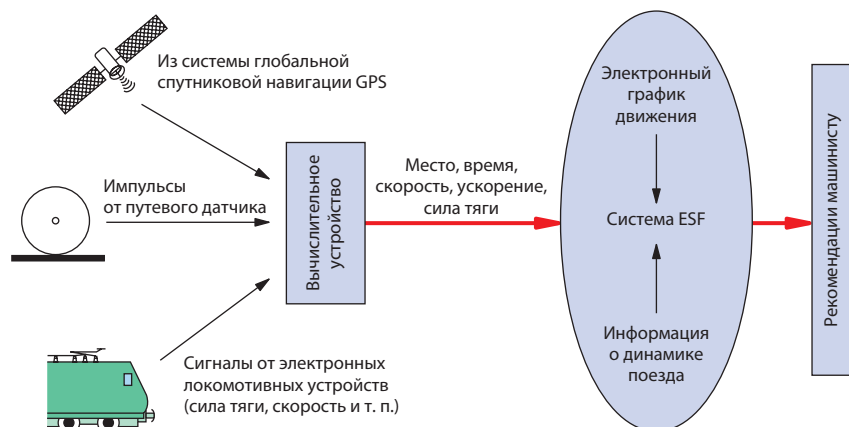 Из системы глобальной
спутниковой навигации GPS
Импульсы
от путевого датчика
Сигналы от электронных
локомотивных устройств
(сила тяги, скорость и т. п.)
Вычислительное
устройство
Место, время,
скорость, ускорение,
сила тяги
Электронный
график
движения
Система ESF
Информация
о динамике
поезда
Рекомендации машинисту